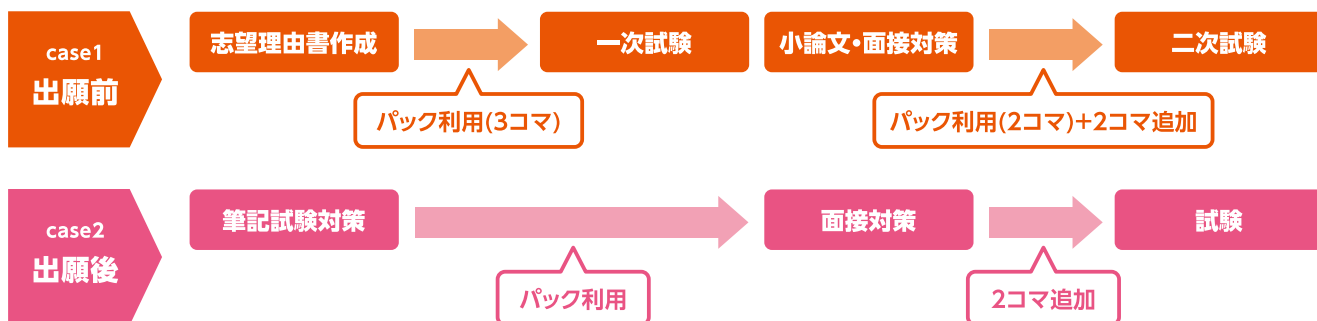 case1
出願前
志望理由書作成
一次試験
小論文・面接対策
二次試験
パック利用(3コマ)
パック利用(2コマ)+2コマ追加
case2
出願後
筆記試験対策
面接対策
試験
パック利用
2コマ追加